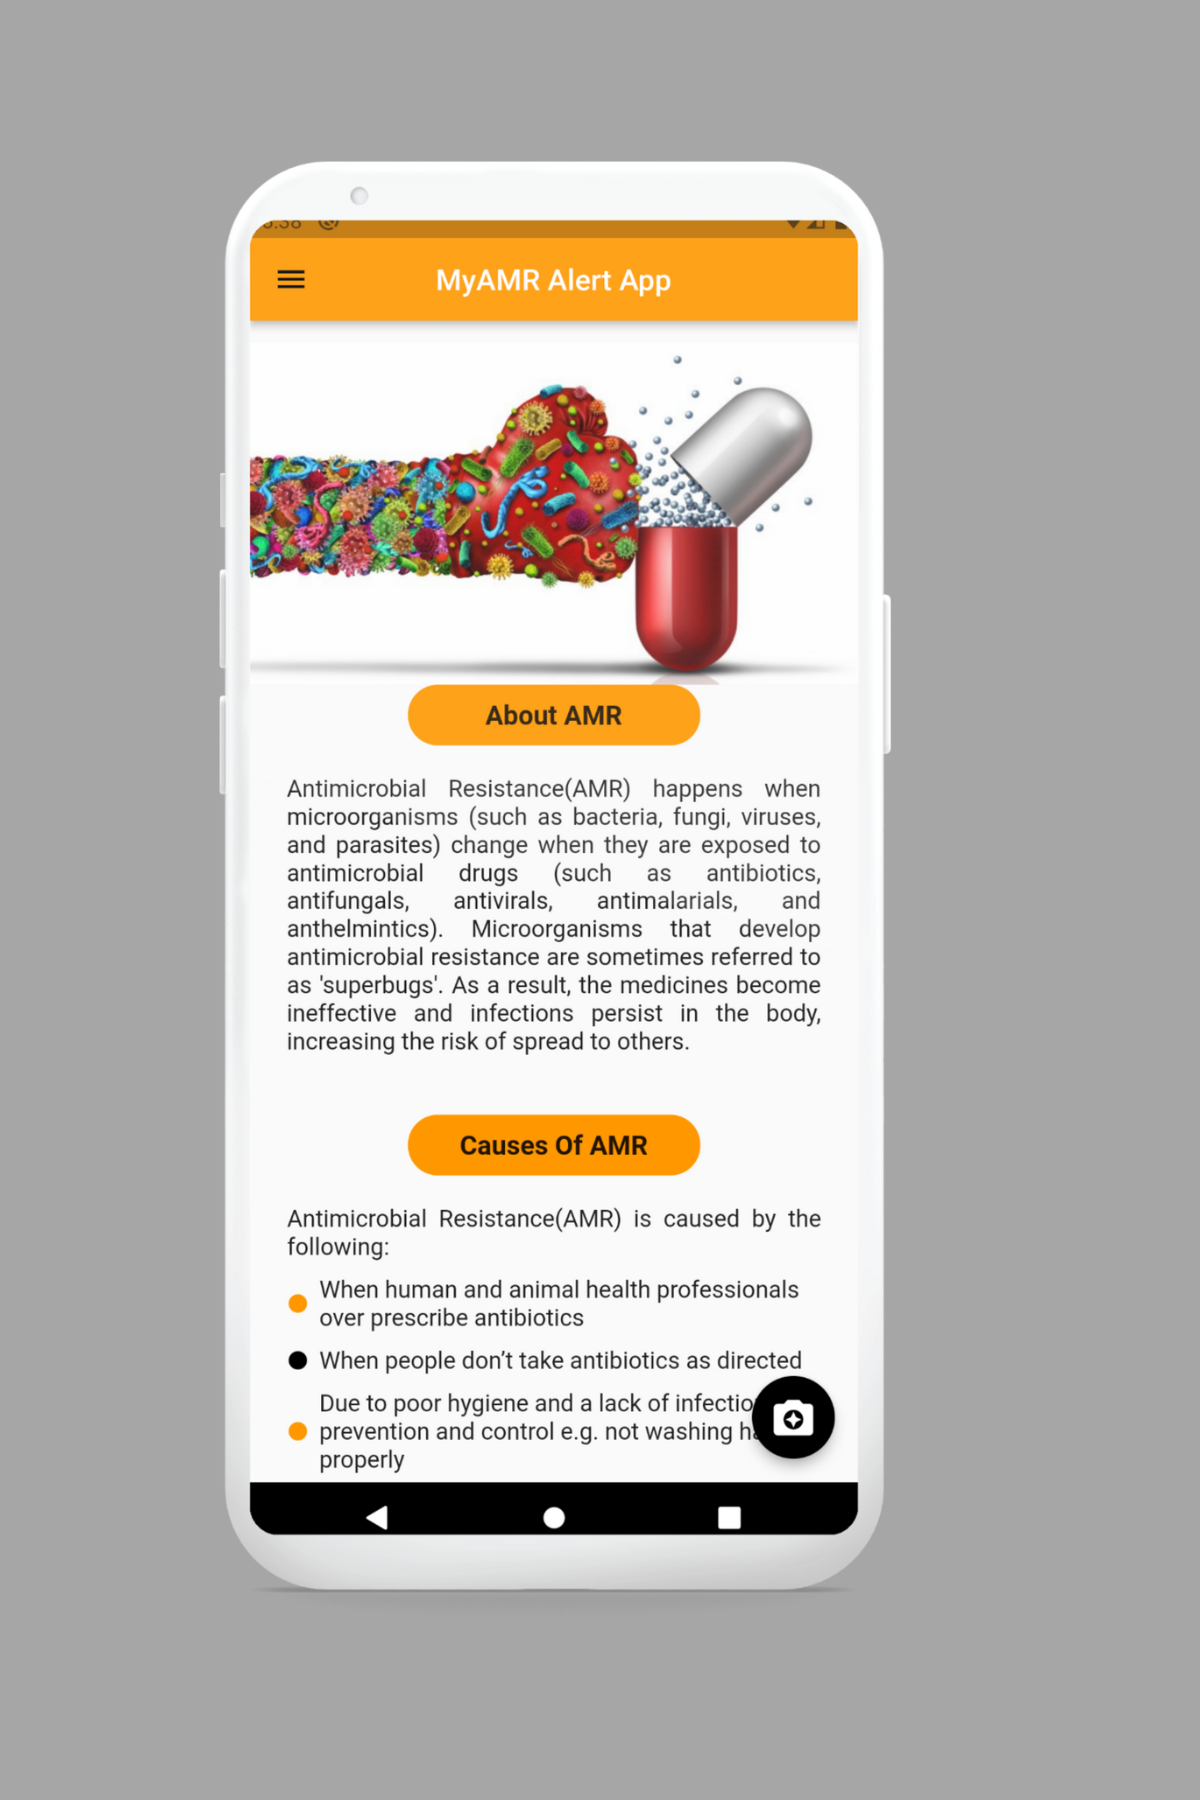 MyAMR Alert App
About AMR
Antimicrobial Resistance(AMR) happens when
microorganisms (such as bacteria, fungi, viruses,
and parasites) change when they are exposed to
antimicrobial drugs (such as antibiotics,
antifungals, antivirals, antimalarials, and
anthelmintics). Microorganisms that develop
antimicrobial resistance are sometimes referred to
as 'superbugs'. As a result, the medicines become
ineffective and infections persist in the body,
increasing the risk of spread to others.
Causes Of AMR
Antimicrobial Resistance(AMR) is caused by the
following:
When human and animal health professionals
over prescribe antibiotics
When people don’t take antibiotics as directed
Due to poor hygiene and a lack of
prevention and control e.g. not washing
properly